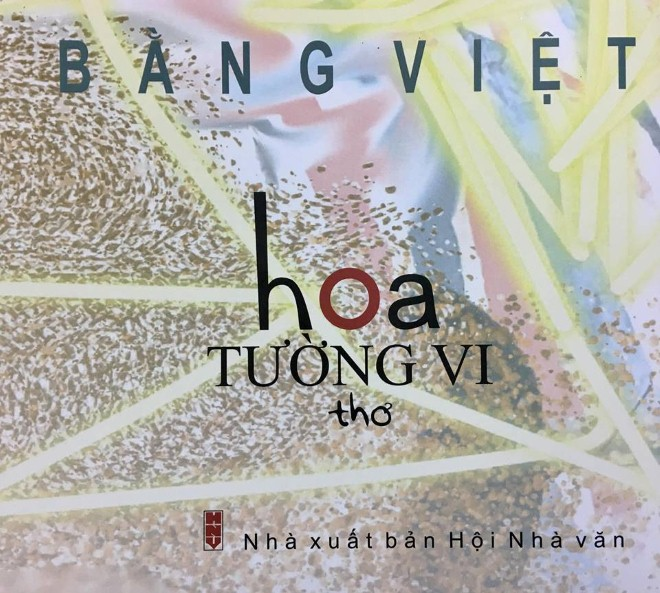 BẰNG VIỆT
hoa
TƯỜNG VI
thơ
Nhà xuất bản Hội Nhà văn